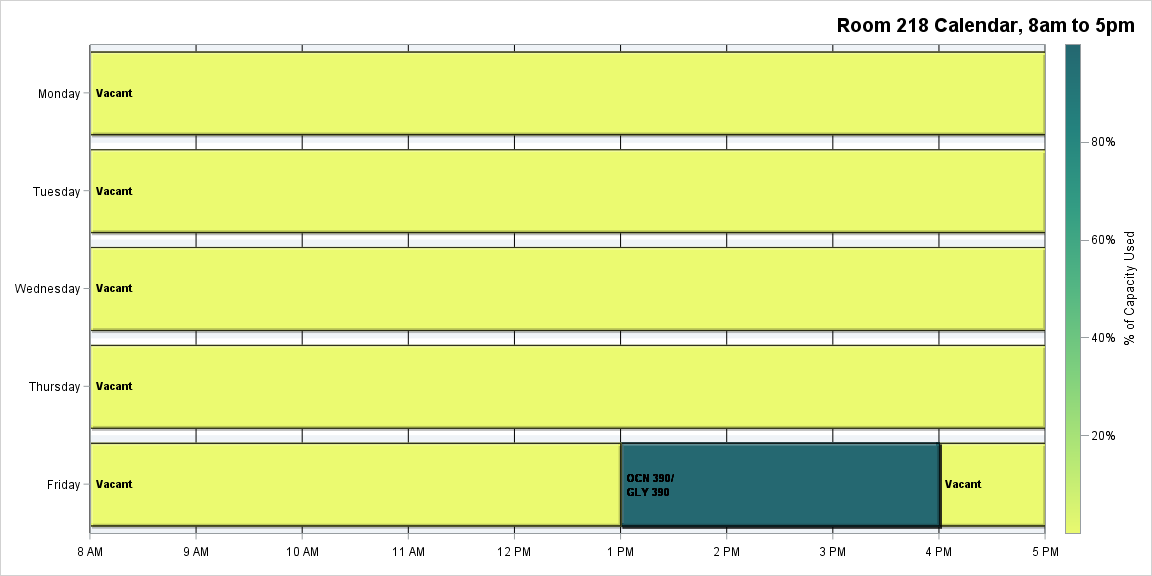 Room 218 Calendar, 8am to 5pm
Monday
Vacant
80%
Tuesday
Vacant
60%
Wednesday
Vacant
% of Capacity Used
40%
Thursday
Vacant
20%
Friday
Vacant
OCN 390/
GLY 390
Vacant
8 AM 9 AM 10 AM 11 AM 12 PM 1 PM 2 PM 3 PM 4 PM 5 PM